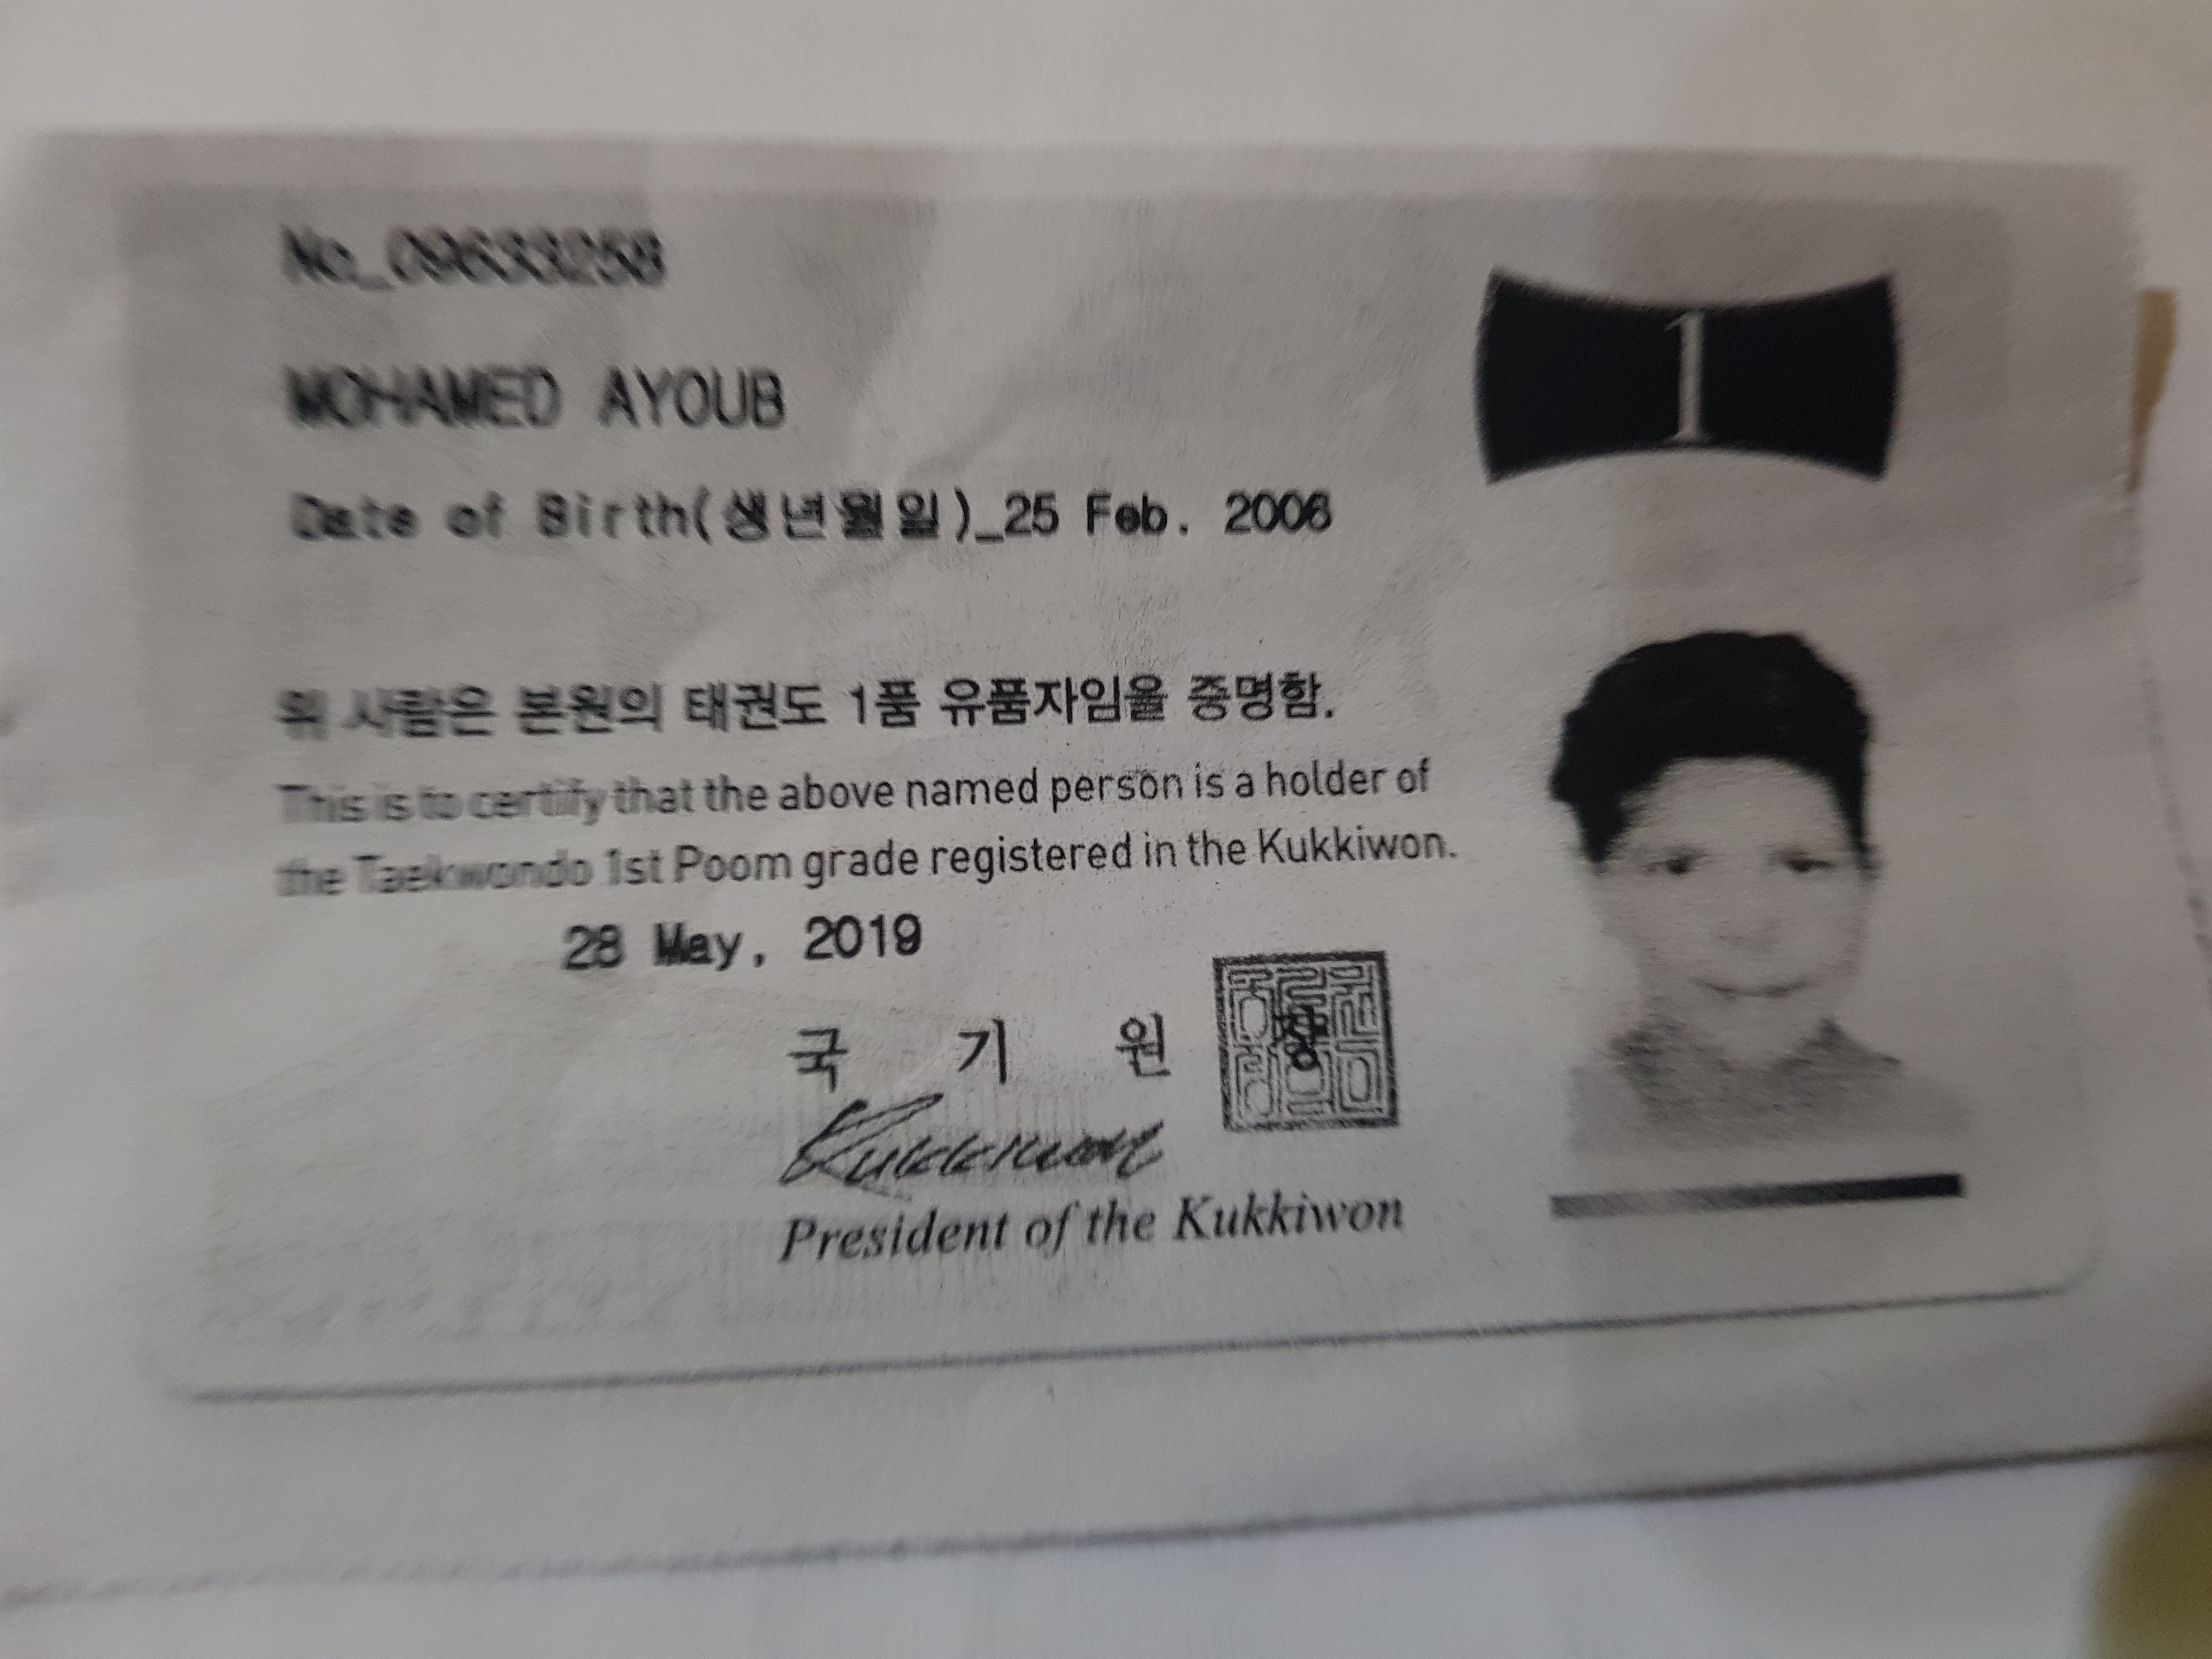 1
MOHAMED AYOUB
Date of Birth(생년월일)_25 Feb. 2006
위 사람은 본원의 태권도 1품 유품자임을 증명함.
This is to certify that the above named person is a holder of
the Taekwondo 1st Poom grade registered in the Kukkiwon.
28 May, 2019
국 기 원 장
Kukkiwon
President of the Kukkiwon